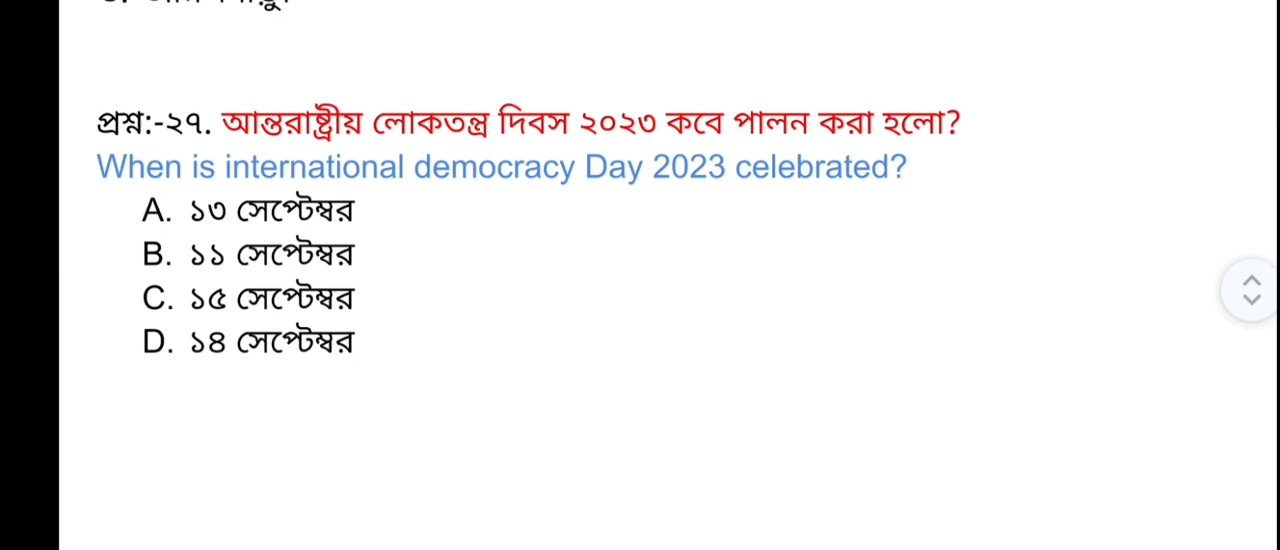 প্রশ্ন:-২৭. আন্তরাষ্ট্রীয় লোকতন্ত্র দিবস ২০২৩ কবে পালন করা হলো?
When is international democracy Day 2023 celebrated?
A. ১৩ সেপ্টেম্বর
B. ১১ সেপ্টেম্বর
C. ১৫ সেপ্টেম্বর
D. ১৪ সেপ্টেম্বর